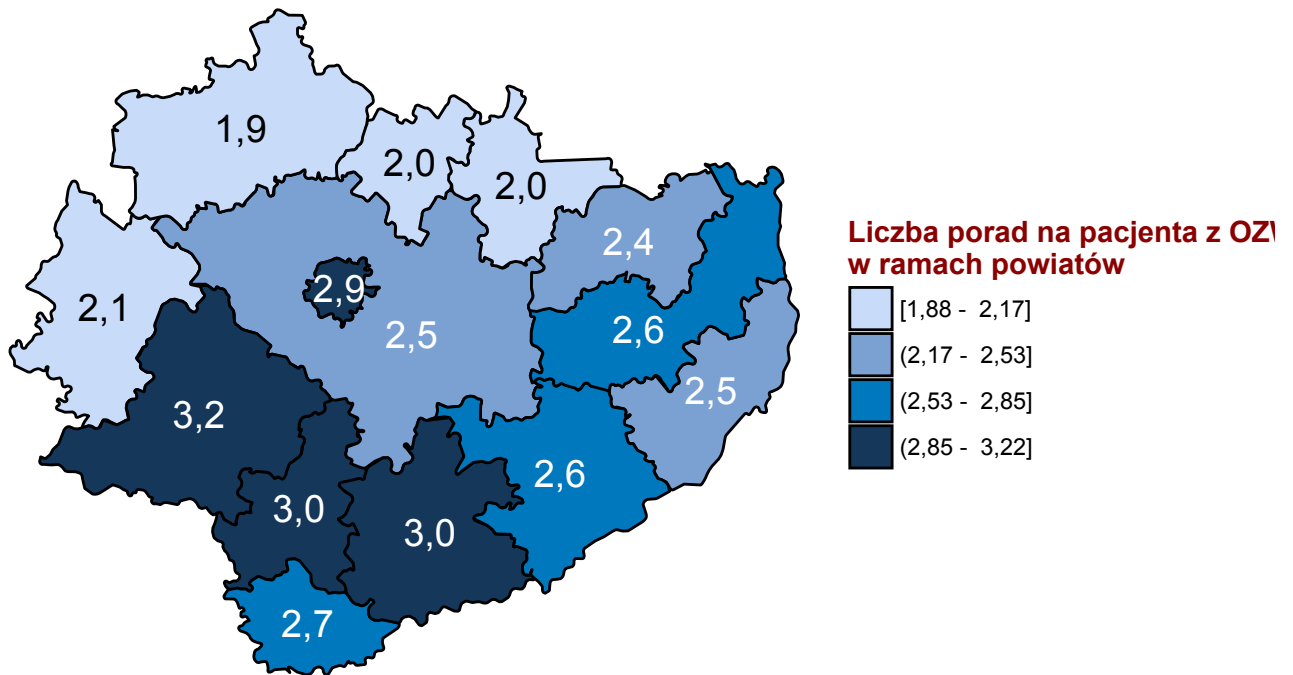 1,9
2,0
2,0
2,4
2,9
2,1
2,5
2,6
2,5
3,2
2,6
3,0
3,0
2,7
Liczba porad na pacjenta z
w ramach powiatów
[1,88 - 2,17]
(2,17 - 2,53]
(2,53 - 2,85]
(2,85 - 3,22]